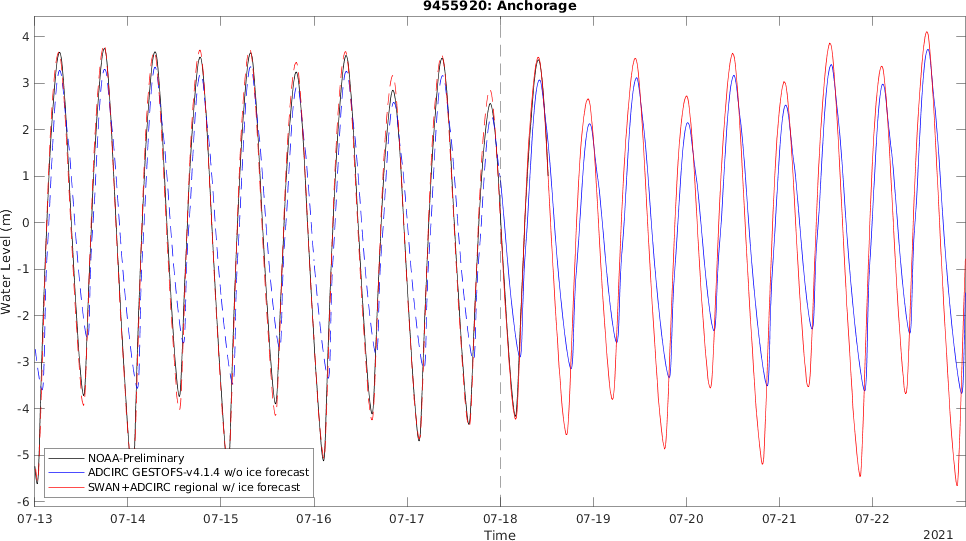 9455920: Anchorage
4
3
2
1
0
-1
-2
-3
-4
-5
-6
Water Level (m)
NOAA-Preliminary
ADCIRC GESTOFS-v4.1.4 w/o ice forecast
SWAN+ADCIRC regional w/ ice forecast
07-13 07-14 07-15 07-16 07-17 07-18 07-19 07-20 07-21 07-22
Time
2021